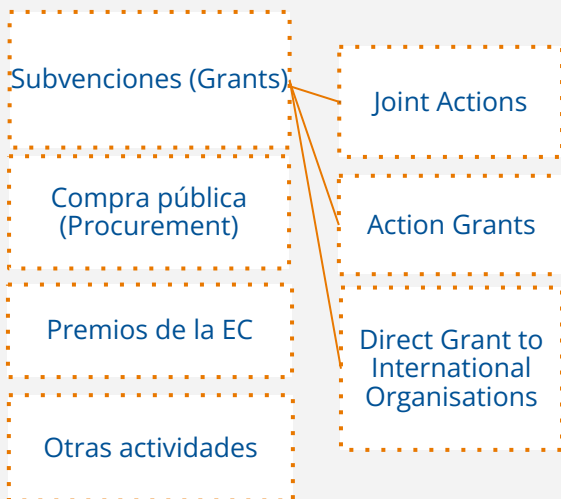 Subvenciones (Grants)
Compra pública
(Procurement)
Premios de la EC
Otras actividades
Joint Actions
Action Grants
Direct Grant to
International
Organisations